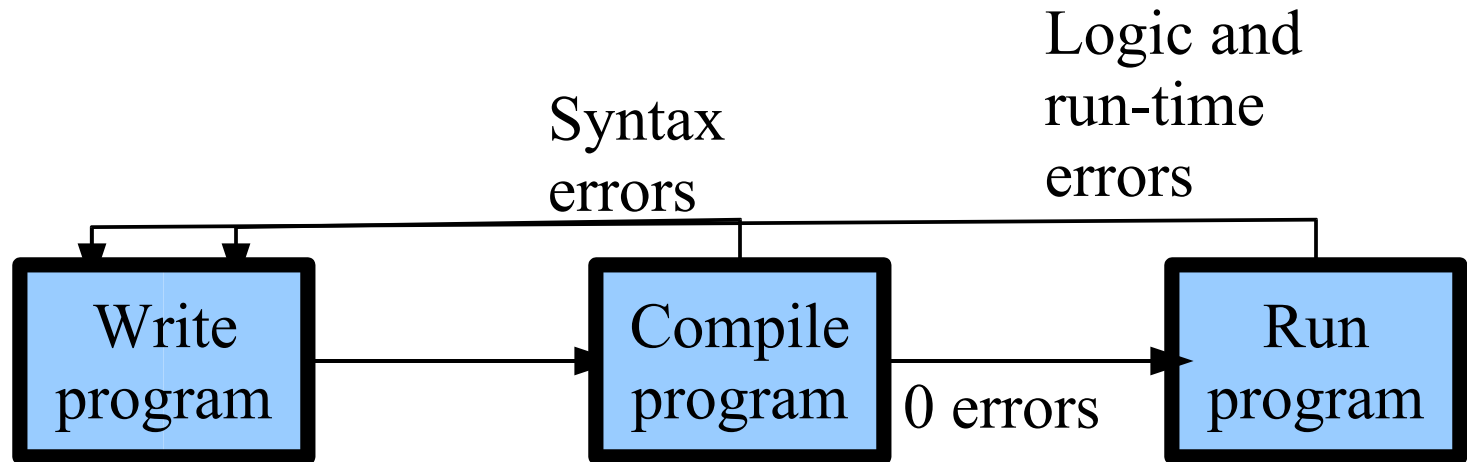 Logic and
run-time
errors
Syntax
errors
Write
program
Compile
program
0 errors
Run
program